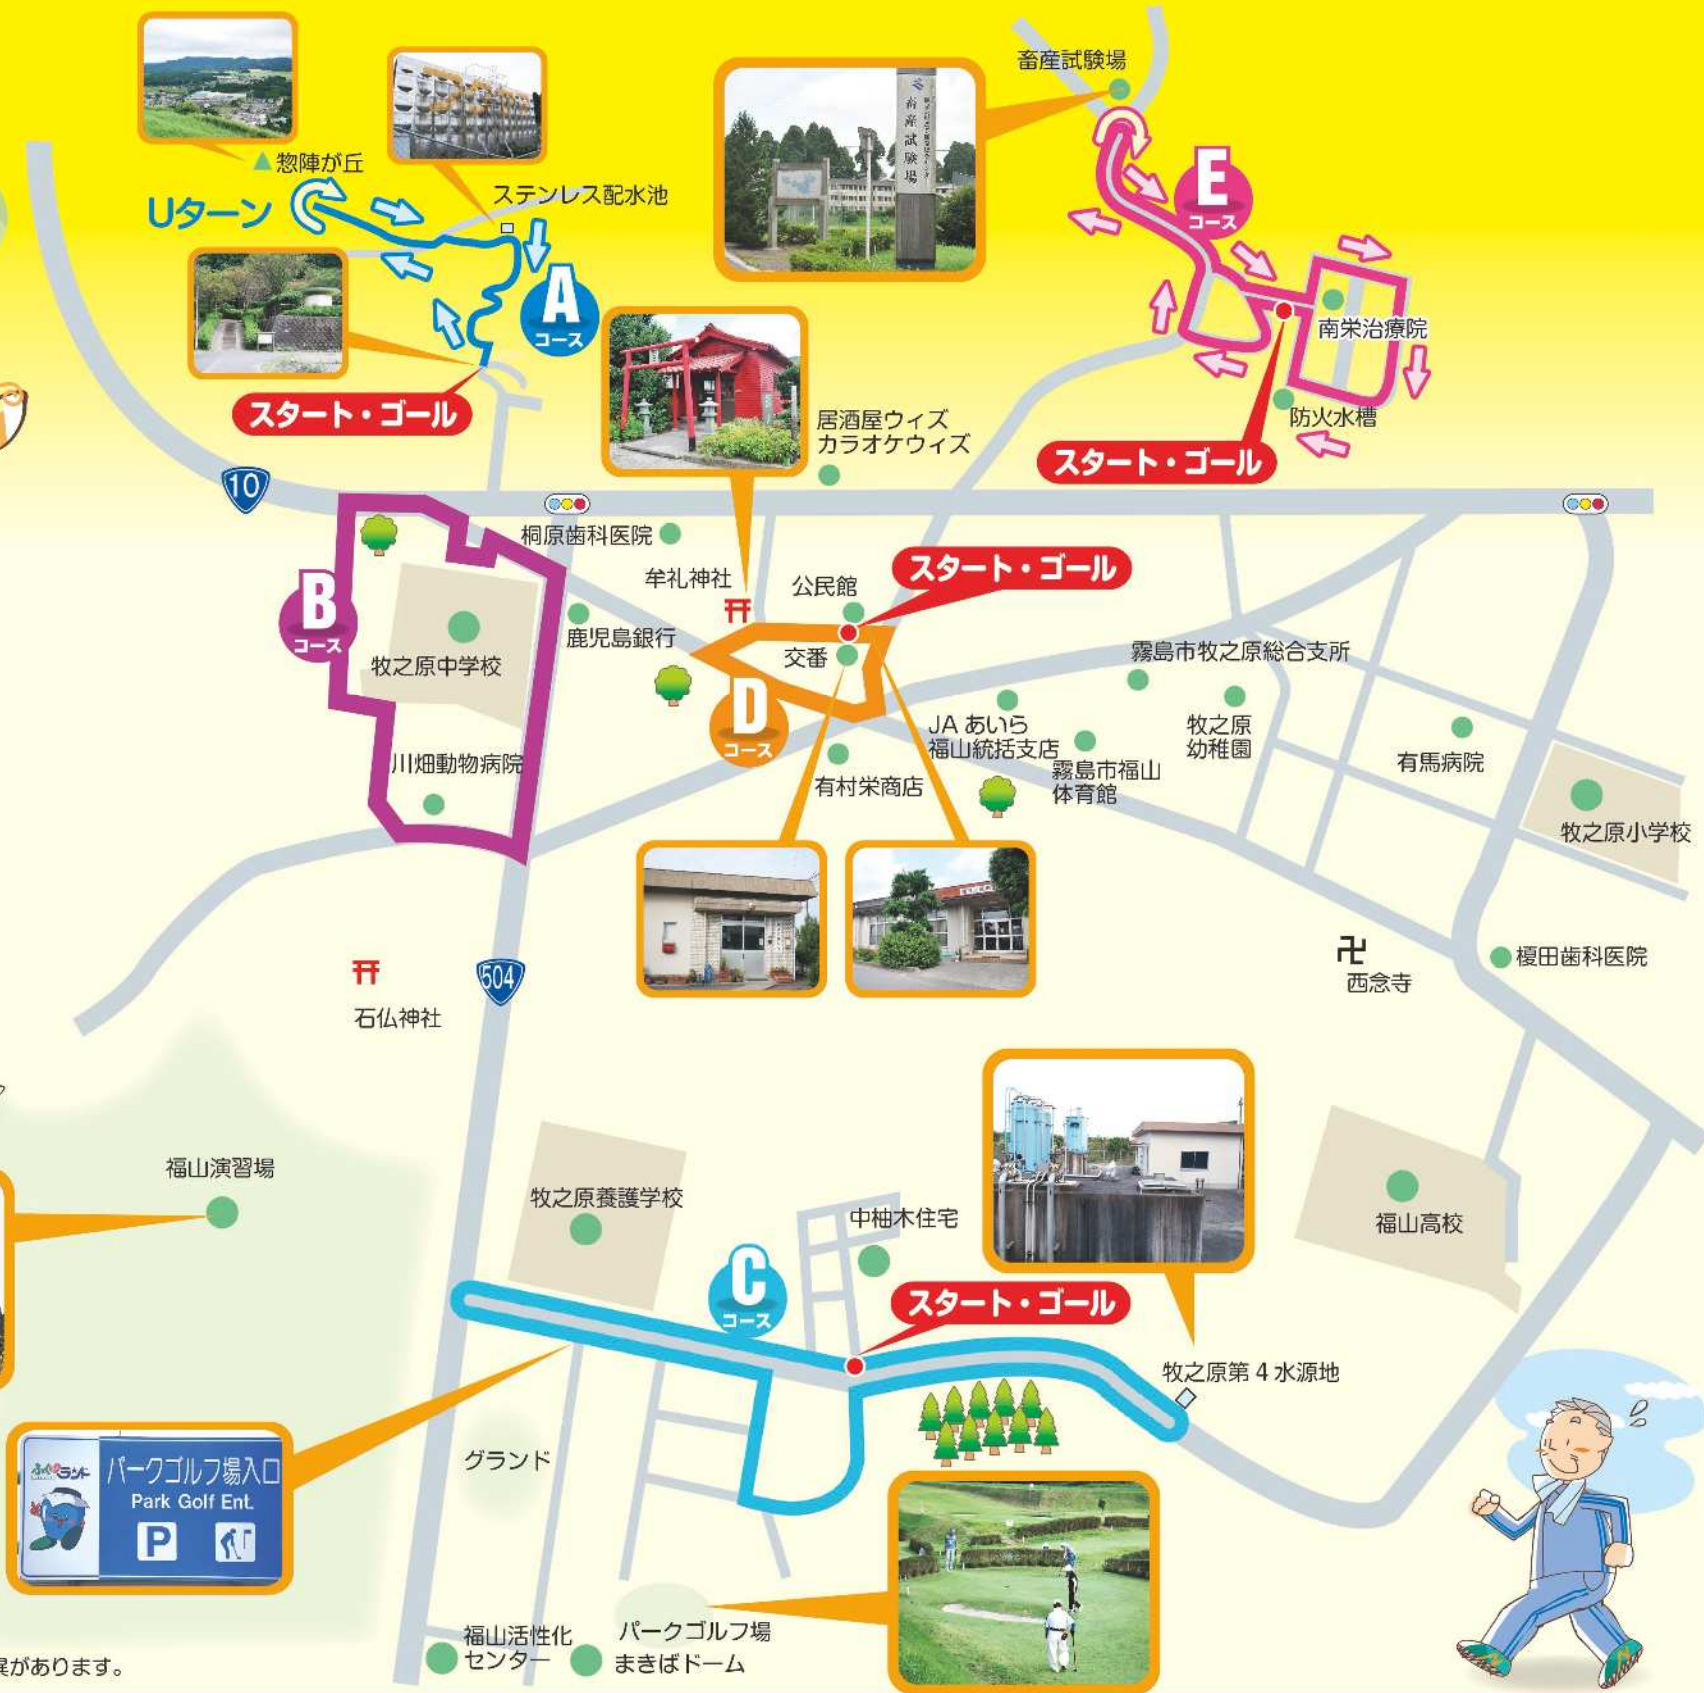 畜産試験場
畜産試験場
惣陣が丘
Uターン
ステンレス配水池
A
コース
E
コース
南栄治療院
防火水槽
スタート・ゴール
スタート・ゴール
居酒屋ウィズ
カラオケウィズ
10
桐原歯科医院
牟礼神社
公民館
スタート・ゴール
B
コース
牧之原中学校
鹿児島銀行
交番
D
コース
霧島市牧之原総合支所
JA あいら
福山統括支店
牧之原
幼稚園
霧島市福山
体育館
有馬病院
川畑動物病院
有村栄商店
牧之原小学校
榎田歯科医院
卍
西念寺
石仏神社
504
福山演習場
牧之原養護学校
中柚木住宅
福山高校
C
コース
スタート・ゴール
牧之原第4水源地
グランド
パークゴルフ場入口
Park Golf Ent.
P
福山活性化
センター
パークゴルフ場
まきばドーム
異があります。